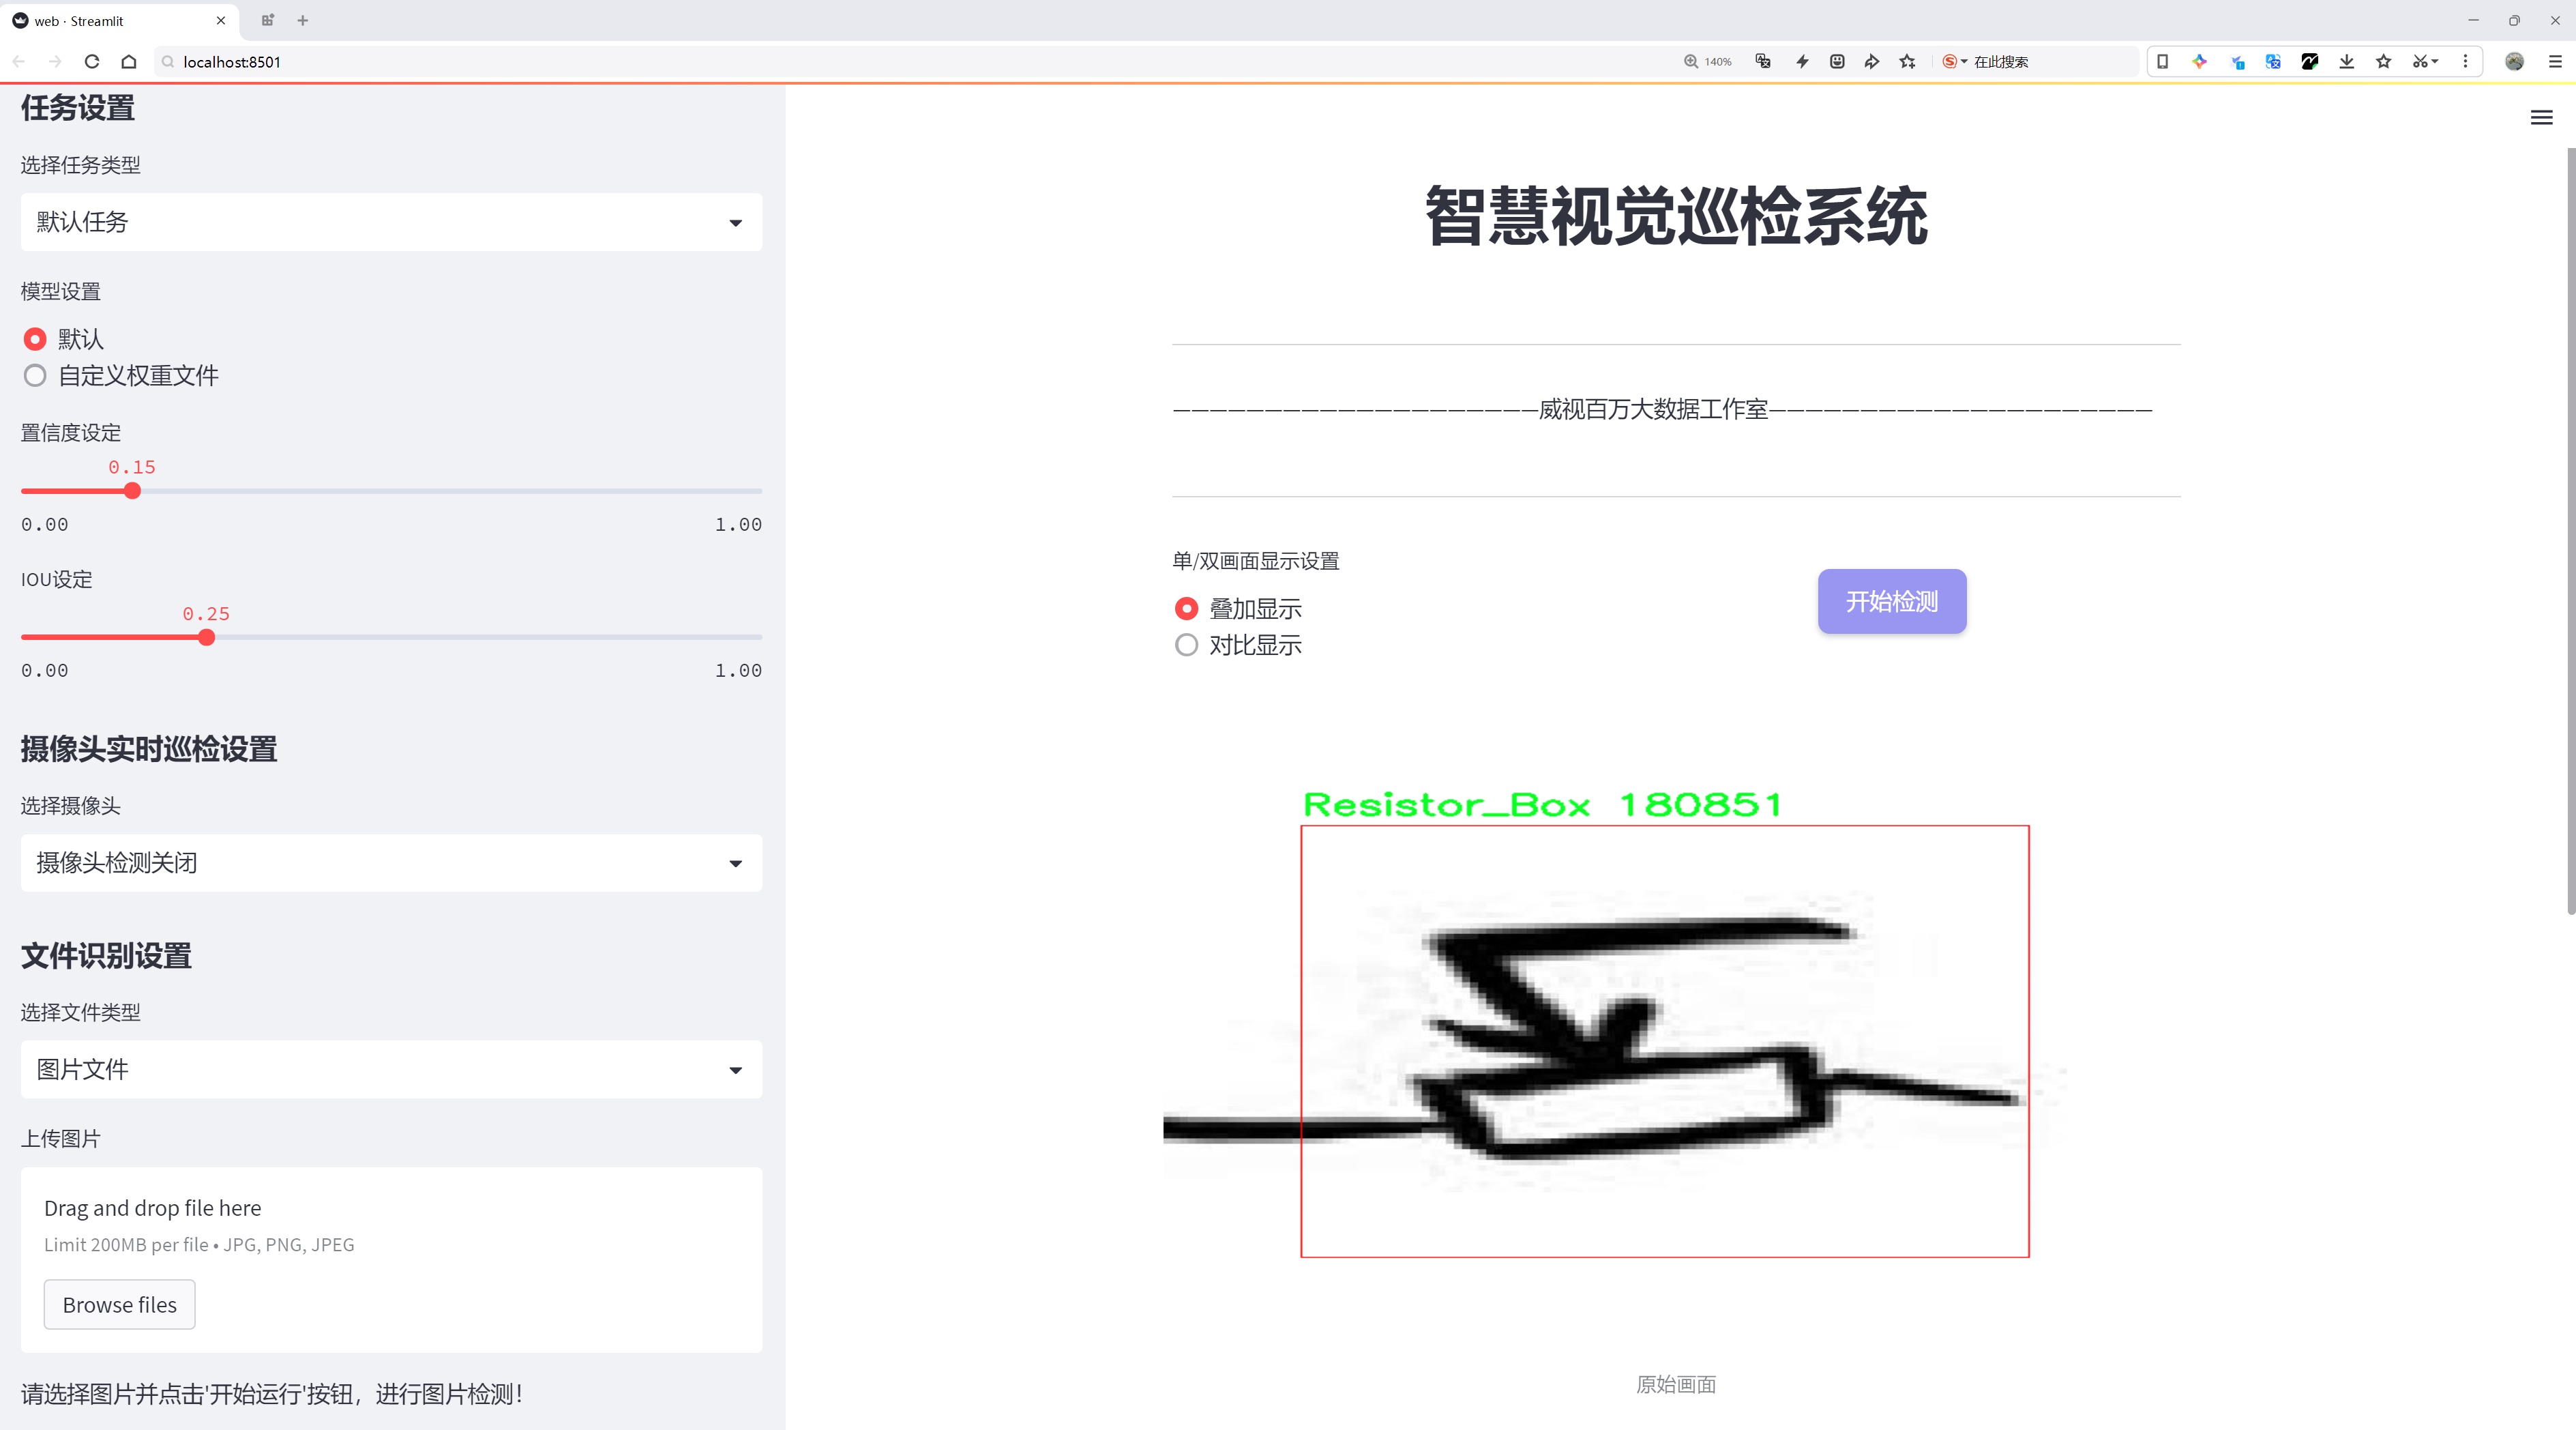 web · Streamlit
localhost:8501
140%
在此搜索
任务设置
选择任务类型
默认任务
模型设置
默认
自定义权重文件
置信度设定
0.15
0.00 1.00
IOU设定
0.25
0.00 1.00
摄像头实时巡检设置
选择摄像头
摄像头检测关闭
文件识别设置
选择文件类型
图片文件
上传图片
Drag and drop file here
Limit 200MB per file • JPG, PNG, JPEG
Browse files
请选择图片并点击'开始运行'按钮，进行图片检测！
智慧视觉巡检系统
————————————————————威视百万大数据工作室—————————————————————
单/双画面显示设置
叠加显示
对比显示
开始检测
Resistor_Box 180851
原始画面